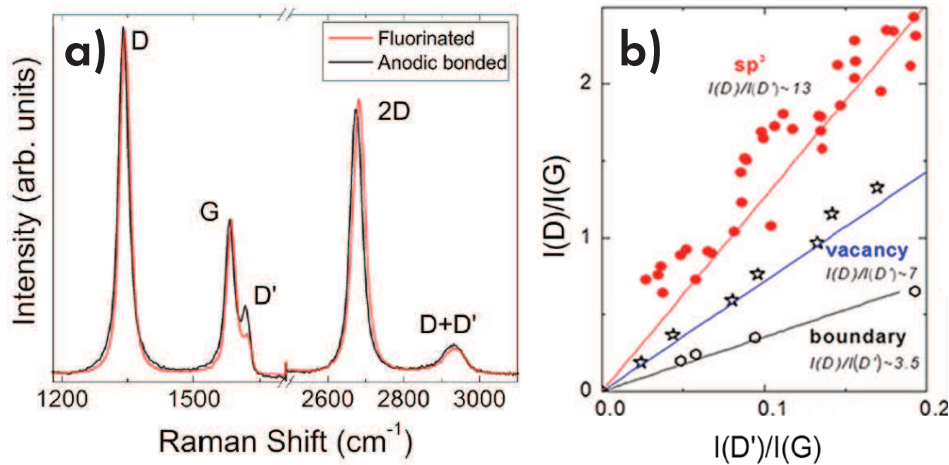 a)
D
Fluorinated
Anodic bonded
2D
G
D'
D+D'
Intensity (arb. units)
1200
1500
2600
2800
3000
Raman Shift (cm⁻¹)
b)
sp³
I(D)/I(D')~13
vacancy
I(D)/I(D')~7
boundary
I(D)/I(D')~3.5
I(D)/I(G)
2
1
0
0.0
0.1
0.2
I(D')/I(G)